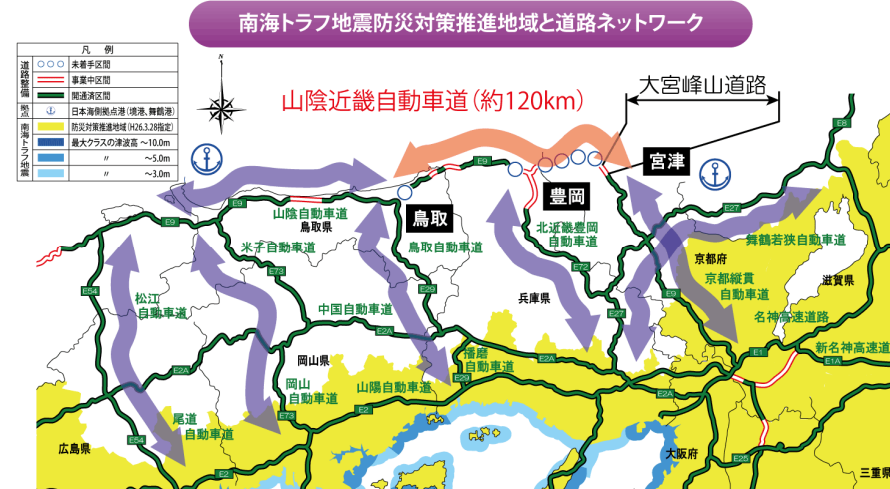 南海トラフ地震防災対策推進地域と道路ネットワーク
凡 例
道路整備
未着手区間
事業中区間
開通済区間
拠点
日本海側拠点港(境港、舞鶴港)
南海トラフ地震
防災対策推進地域(H26.3.28指定)
最大クラスの津波高 ～10.0m
〃 ～5.0m
〃 ～3.0m
N
山陰近畿自動車道(約120km)
大宮峰山道路
宮津
豊岡
鳥取
E8
E9
E9
E9
E27
山陰自動車道
鳥取県
米子自動車道
鳥取自動車道
北近畿豊岡
自動車道
舞鶴若狭自動車道
京都府
京都縦貫
自動車道
滋賀県
E73
E72
E54
E29
E9
松江
自動車道
中国自動車道
兵庫県
E27
名神高速道路
新名神高速道路
E2A
E2A
E2A
E1
E1A
岡山県
播磨
自動車道
岡山
自動車道
山陽自動車道
E29
E2
E2A
E73
尾道
自動車道
広島県
E54
E2
大阪府
E25
三重県